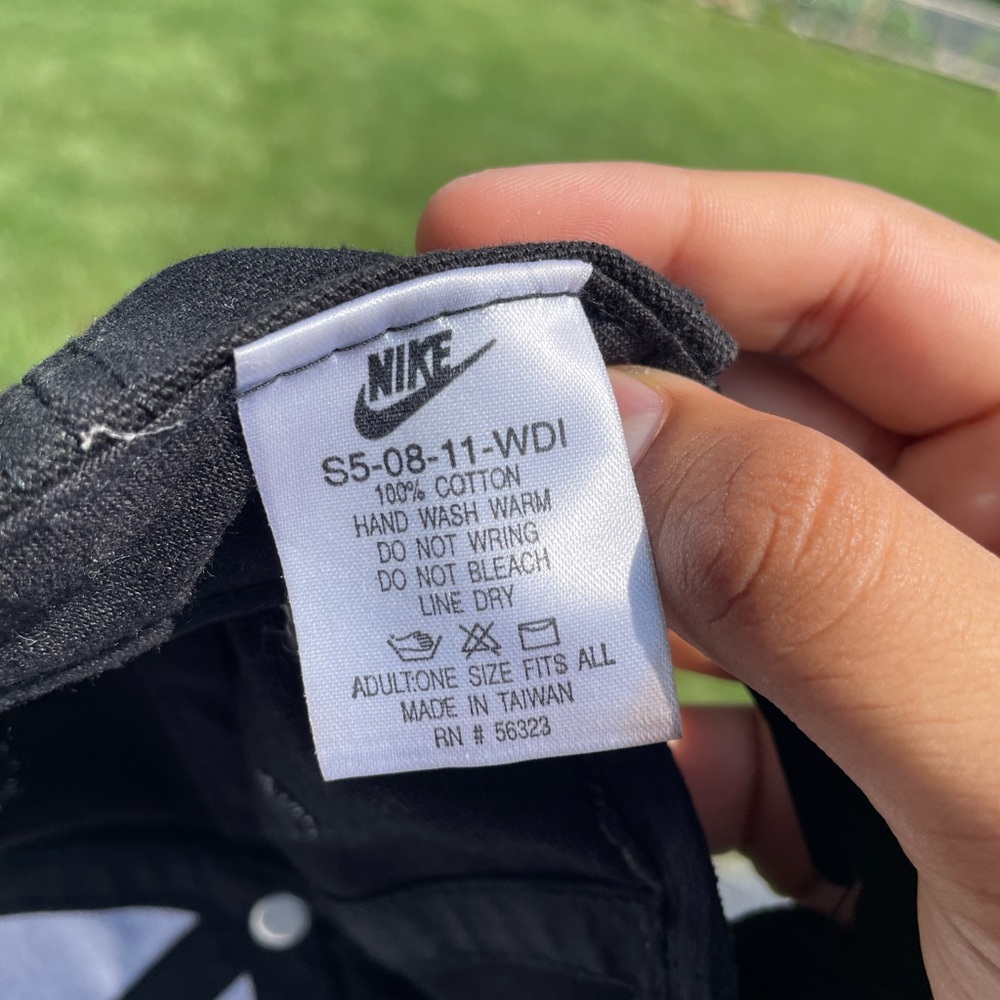 NIKE
S5-08-11-WDI
100% COTTON
HAND WASH WARM
DO NOT WRING
DO NOT BLEACH
LINE DRY
ADULT:ONE SIZE FITS ALL
MADE IN TAIWAN
RN # 56323